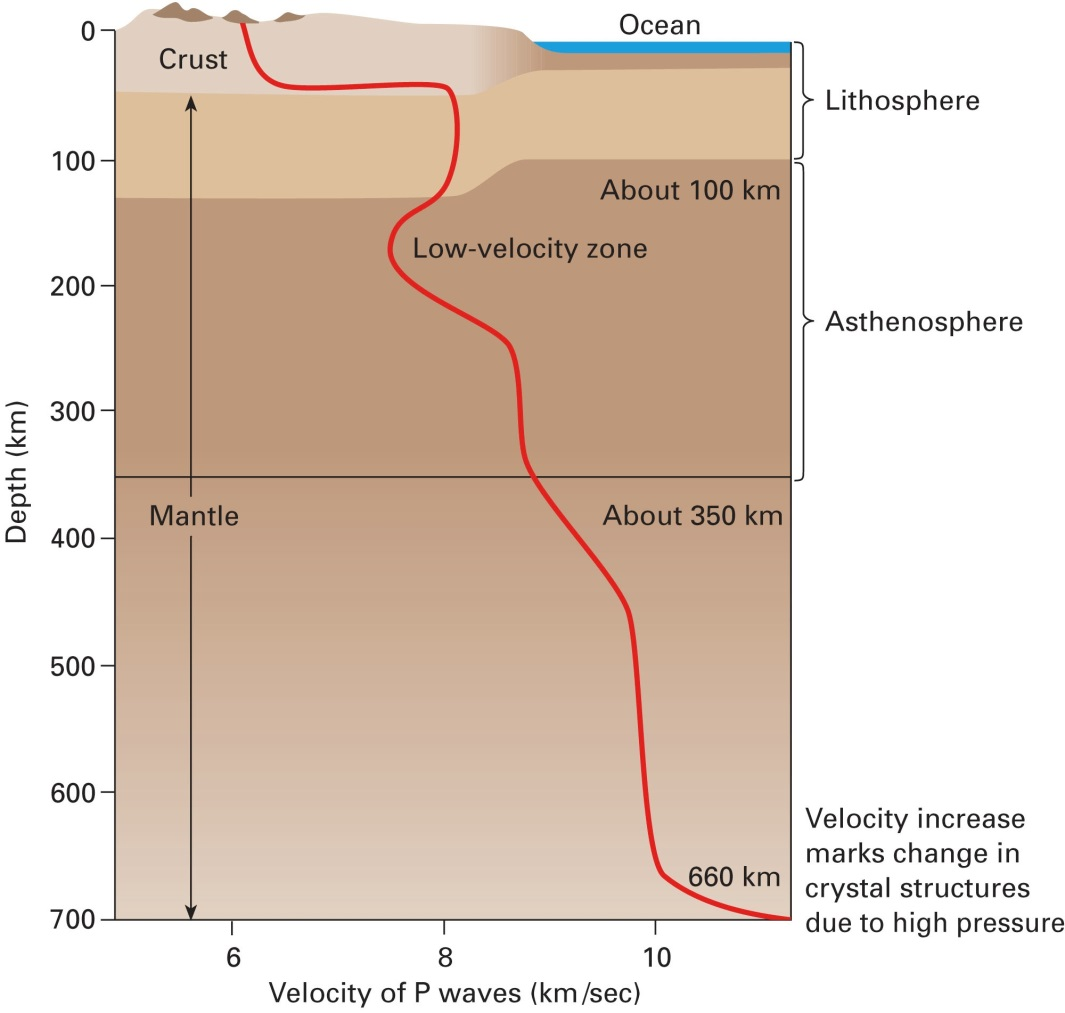 Ocean
0
Crust
Lithosphere
100
About 100 km
Low-velocity zone
200
Asthenosphere
300
Depth (km)
Mantle
About 350 km
400
500
600
Velocity increase
marks change in
crystal structures
due to high pressure
660 km
700
6 8 10
Velocity of P waves (km/sec)